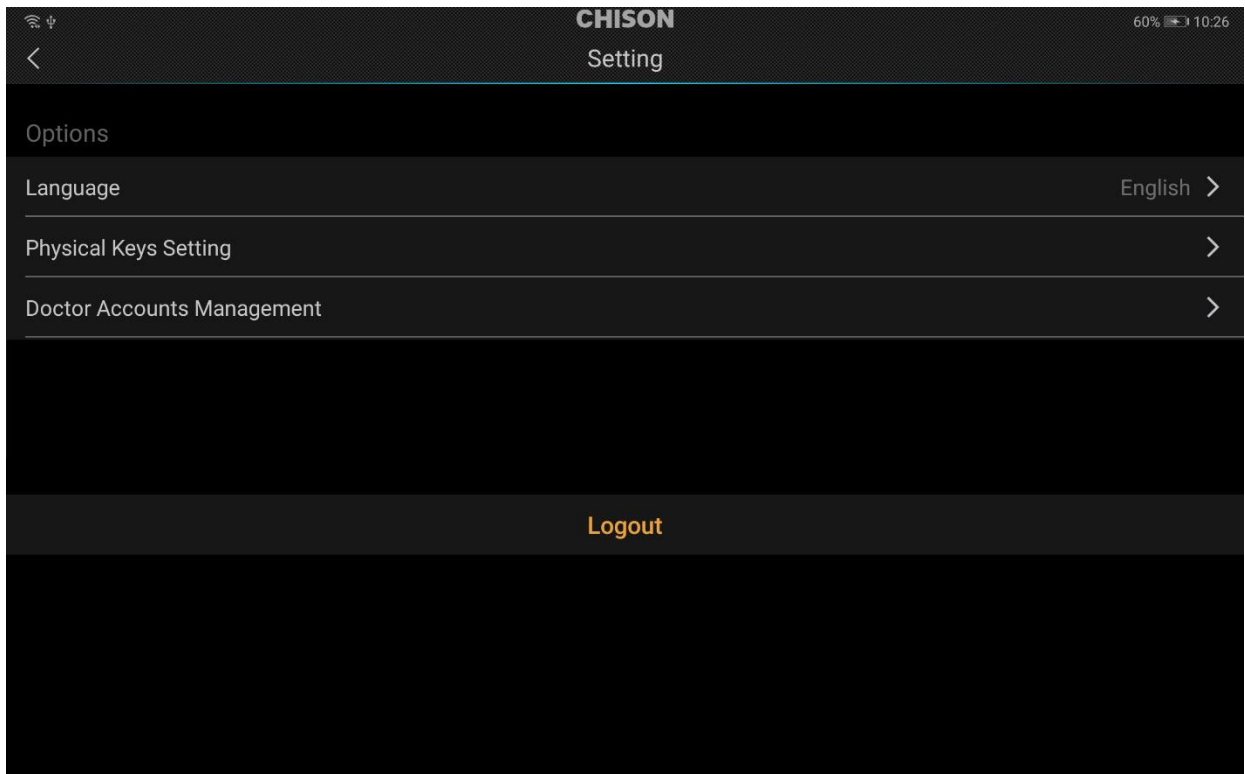 CHISON
60% 10:26
Setting
Options
Language English
Physical Keys Setting
Doctor Accounts Management
Logout